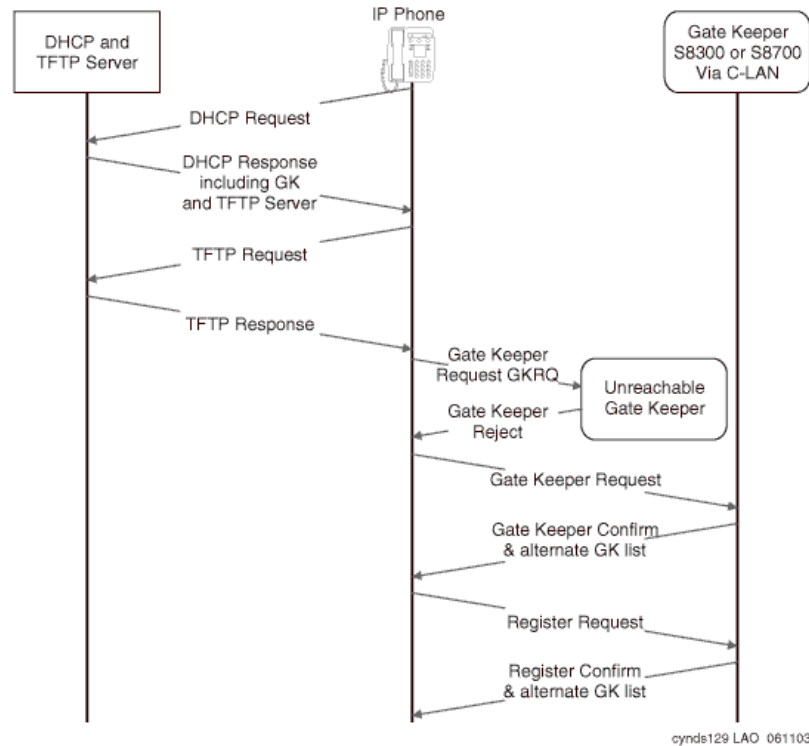 IP Phone
DHCP and
TFTP Server
Gate Keeper
S8300 or S8700
Via C-LAN
DHCP Request
DHCP Response
including GK
and TFTP Server
TFTP Request
TFTP Response
Gate Keeper
Request GKRQ
Unreachable
Gate Keeper
Gate Keeper
Reject
Gate Keeper Request
Gate Keeper Confirm
& alternate GK list
Register Request
Register Confirm
& alternate GK list
cynds129 LAO 061103